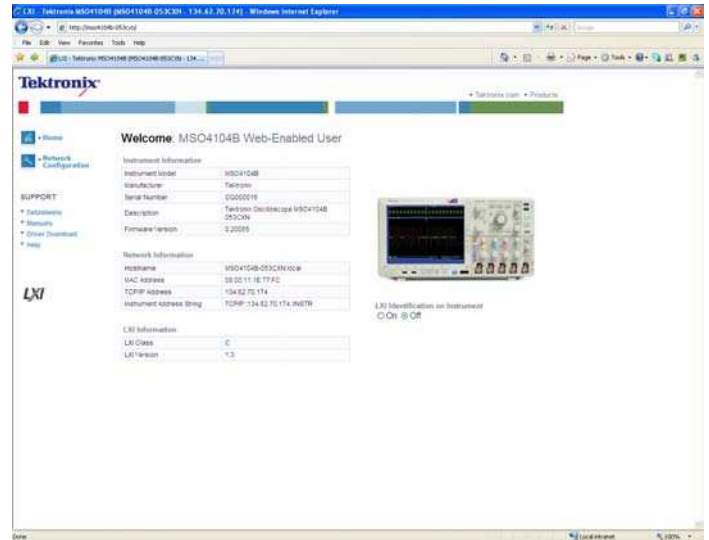 LXI - Tektronix MSO4104B (MSO4104B-053CXN - 134.62.70.174) - Windows Internet Explorer
File Edit View Favorites Tools Help
Page Tools
Tektronix
Tektronix.com Products
Home
Network Configuration
Welcome: MSO4104B Web-Enabled User
Instrument Information
Instrument Model MSO4104B
Manufacturer Tektronix
Serial Number
Description Tektronix Oscilloscope MSO4104B 053CXN
Firmware Version 0.20055
SUPPORT
Datasheets
Manuals
Driver Download
Help
LXI
Network Information
Hostname MSO4104B-053CXN.local
MAC Address
TCP/IP Address 134.62.70.174
Instrument Address String TCPIP::134.62.70.174::INSTR
LXI Information
LXI Class C
LXI Version 1.3
LXI Identification on Instrument
On Off
Done
Local intranet
100%